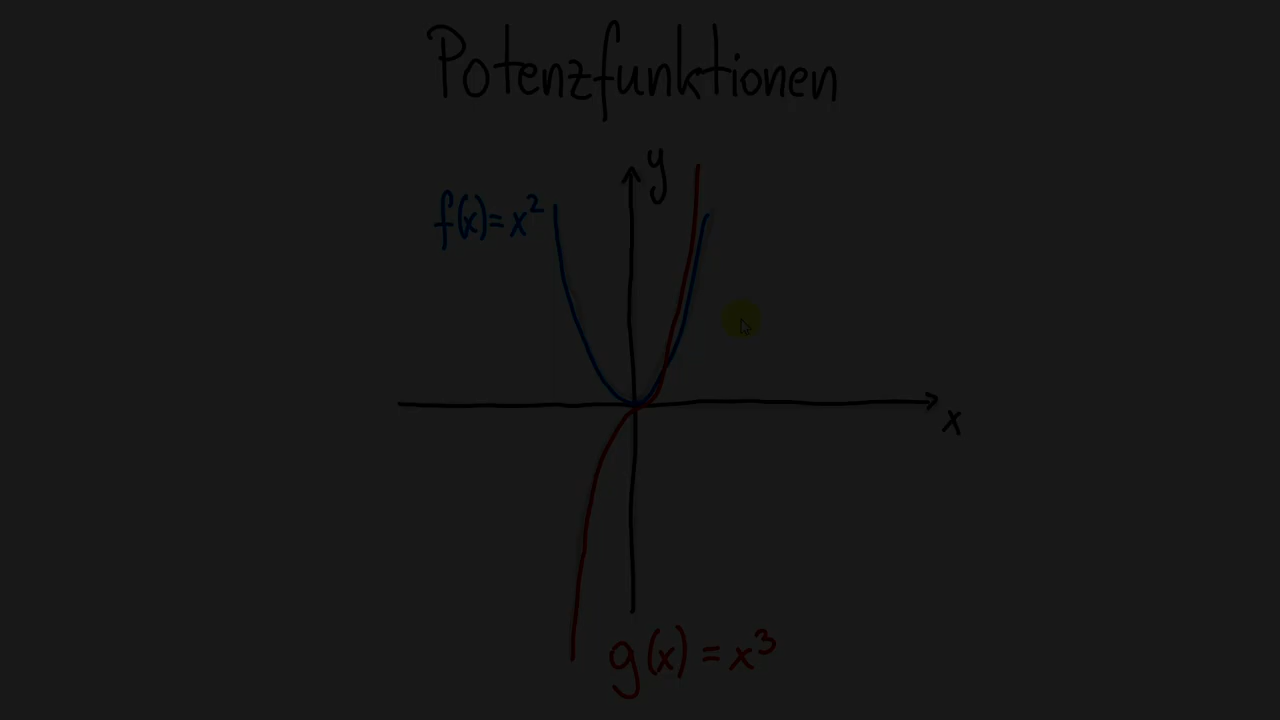 Potenzfunktionen
y
f(x)=x²
x
g(x) = x³